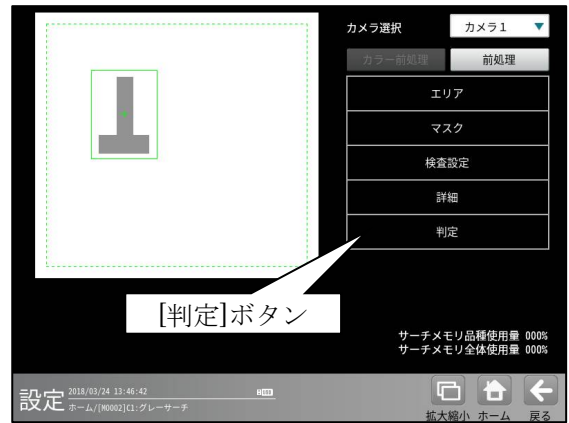 カメラ選択
カメラ1
カラー前処理
前処理
エリア
マスク
検査設定
詳細
判定
[判定]ボタン
サーチメモリ品種使用量 000%
サーチメモリ全体使用量 000%
設定
2018/03/24 13:46:42
ホーム/[M0002]C1:グレーサーチ
拡大縮小
ホーム
戻る